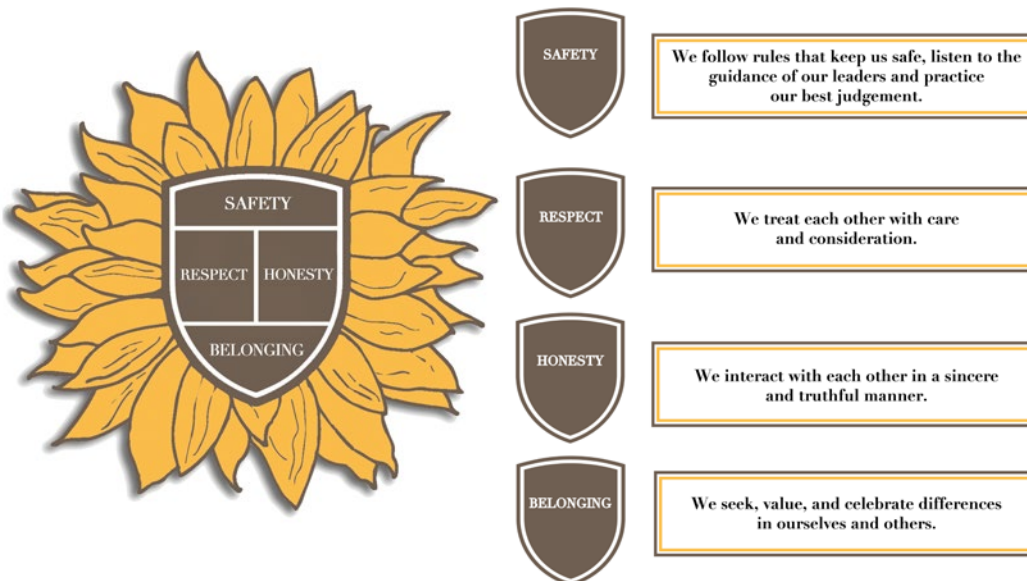 SAFETY
RESPECT HONESTY
BELONGING
SAFETY
We follow rules that keep us safe, listen to the
guidance of our leaders and practice
our best judgement.
RESPECT
We treat each other with care
and consideration.
HONESTY
We interact with each other in a sincere
and truthful manner.
BELONGING
We seek, value, and celebrate differences
in ourselves and others.